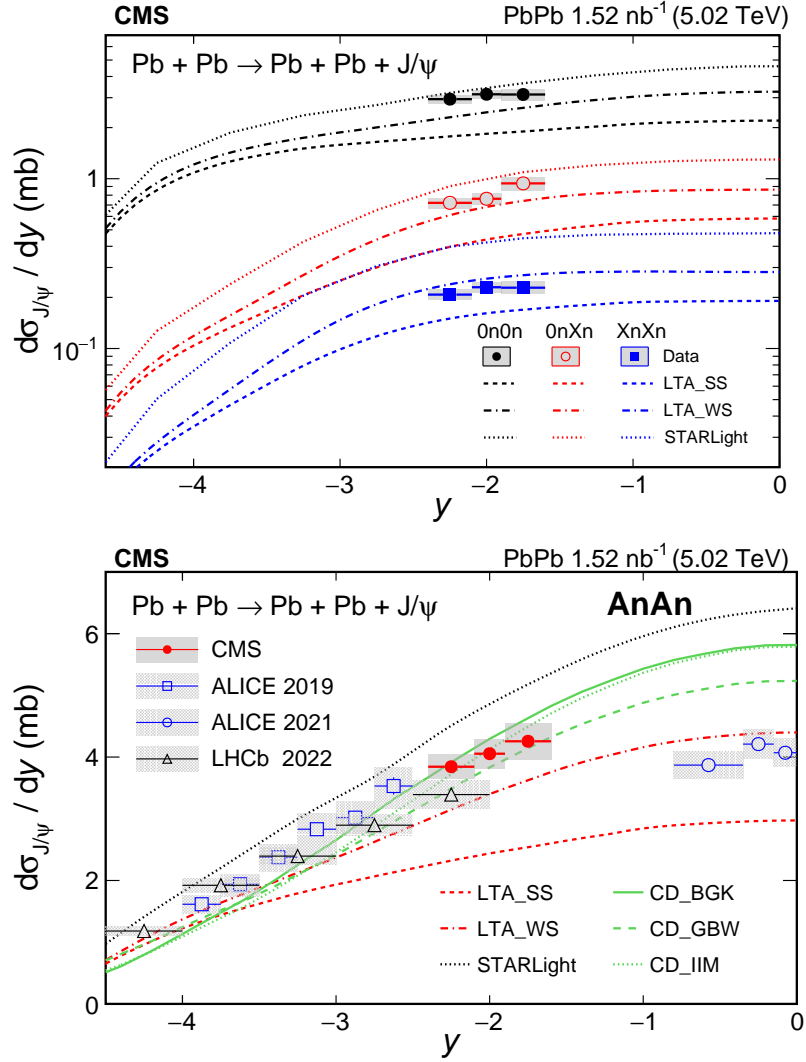 CMS PbPb 1.52 nb⁻¹ (5.02 TeV)
Pb + Pb → Pb + Pb + J/ψ
1
10⁻¹
dσ_J/ψ / dy (mb)
0n0n 0nXn XnXn
Data
LTA_SS
LTA_WS
STARLight
−4 −3 −2 −1 0
y
CMS PbPb 1.52 nb⁻¹ (5.02 TeV)
Pb + Pb → Pb + Pb + J/ψ AnAn
CMS
ALICE 2019
ALICE 2021
LHCb 2022
6
4
2
0
dσ_J/ψ / dy (mb)
LTA_SS CD_BGK
LTA_WS CD_GBW
STARLight CD_IIM
−4 −3 −2 −1 0
y